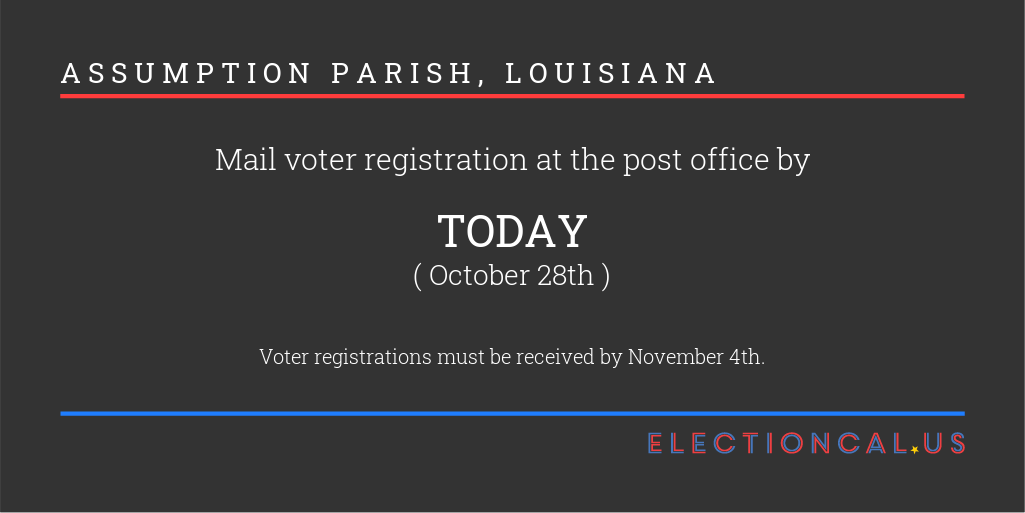 ASSUMPTION PARISH, LOUISIANA
Mail voter registration at the post office by
TODAY
( October 28th )
Voter registrations must be received by November 4th.
ELECTIONCAL.US